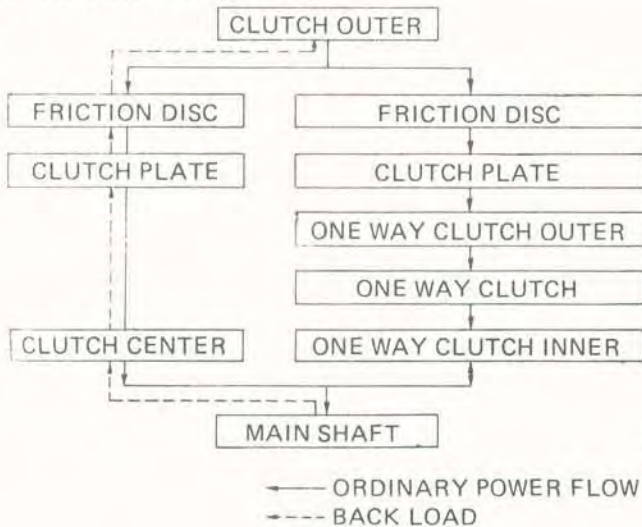 CLUTCH OUTER
FRICTION DISC
CLUTCH PLATE
CLUTCH CENTER
FRICTION DISC
CLUTCH PLATE
ONE WAY CLUTCH OUTER
ONE WAY CLUTCH
ONE WAY CLUTCH INNER
MAIN SHAFT
ORDINARY POWER FLOW
BACK LOAD